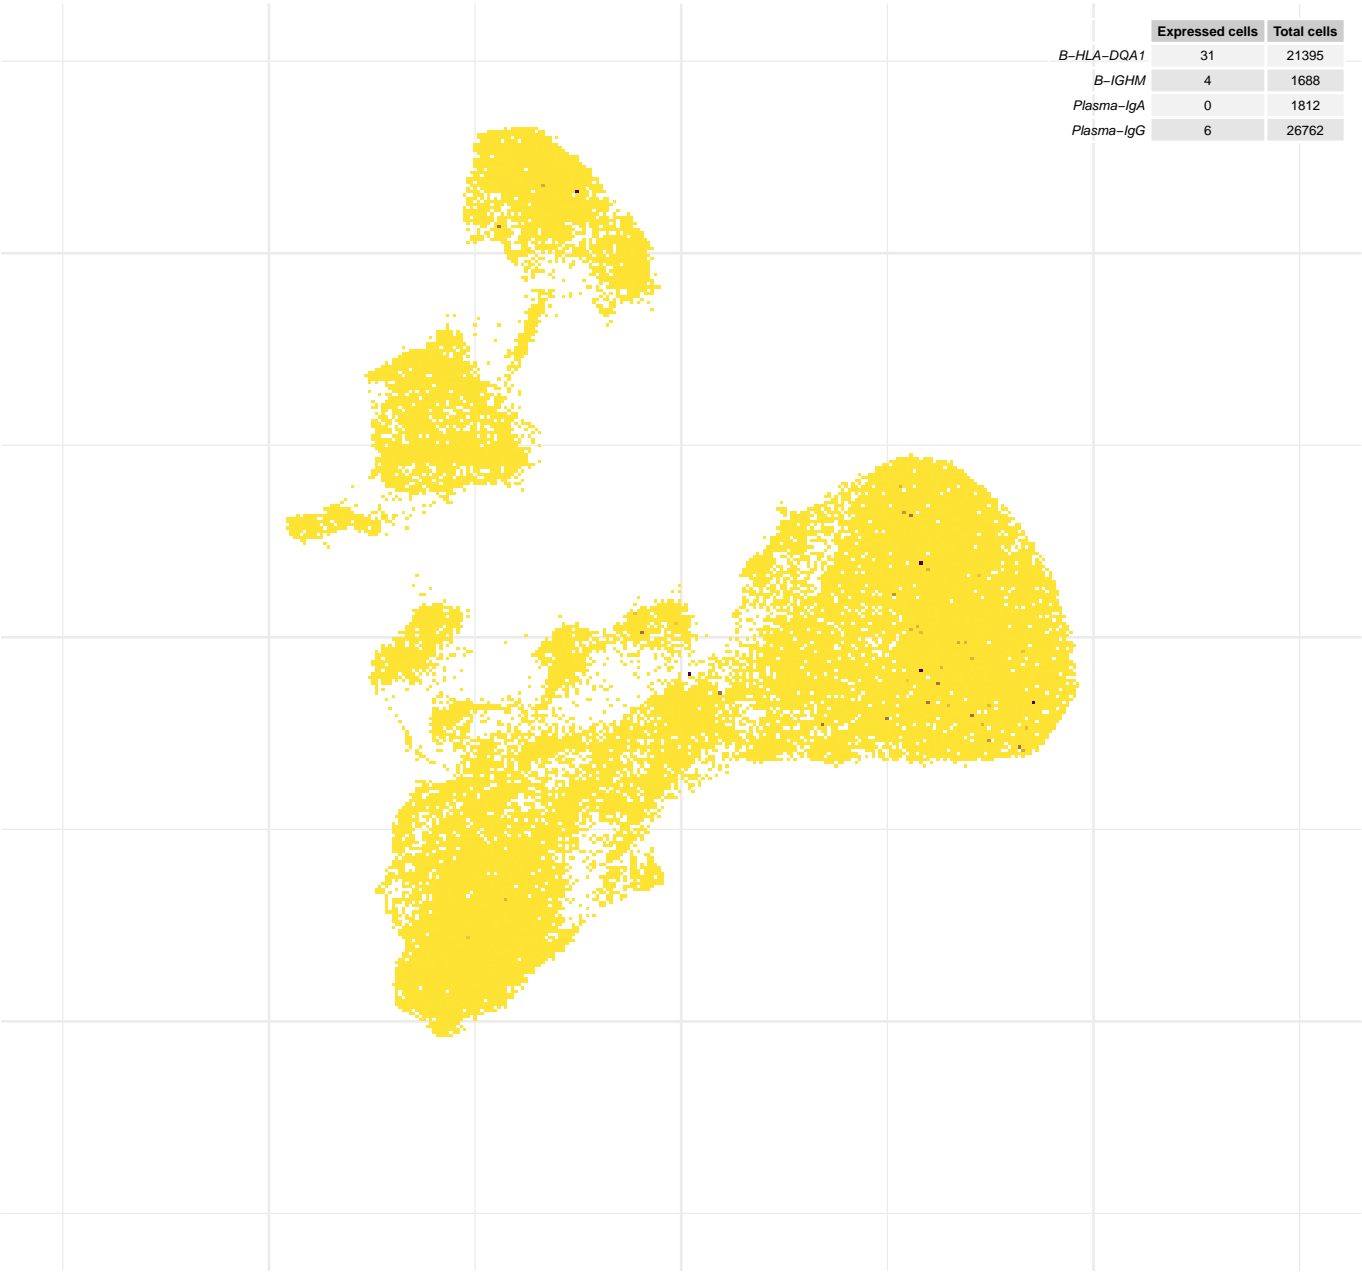 Expressed cells Total cells
B−HLA−DQA1 31 21395
B−IGHM 4 1688
Plasma−IgA 0 1812
Plasma−IgG 6 26762